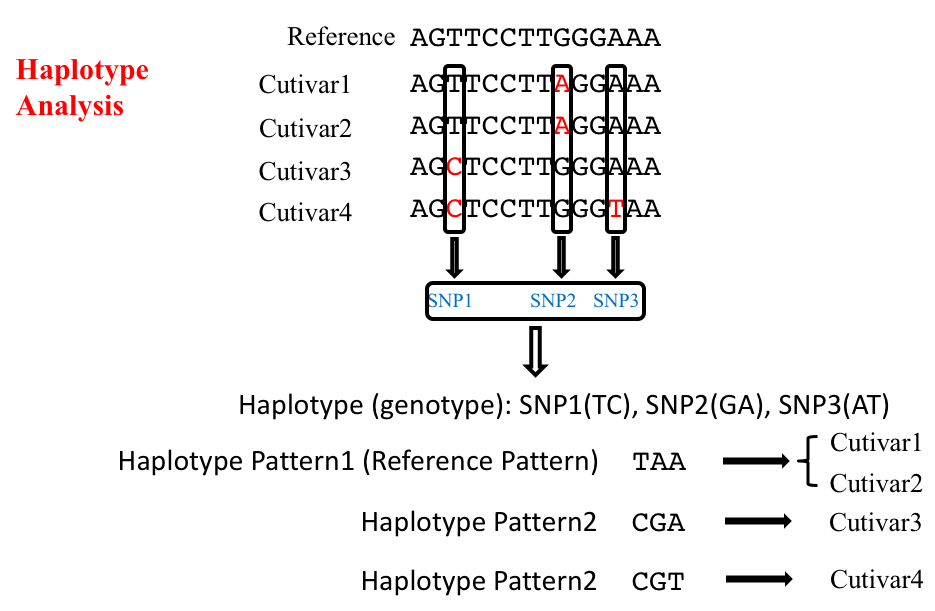 Haplotype
Analysis
Reference AGTTCCTTGGGAAA
Cutivar1 AGTTCCTTAGGAAA
Cutivar2 AGTTCCTTAGGAAA
Cutivar3 AGCTCCTTGGGAAA
Cutivar4 AGCTCCTTGGGTAA
SNP1 SNP2 SNP3
Haplotype (genotype): SNP1(TC), SNP2(GA), SNP3(AT)
Haplotype Pattern1 (Reference Pattern) TAA
Cutivar1
Cutivar2
Haplotype Pattern2 CGA Cutivar3
Haplotype Pattern2 CGT Cutivar4